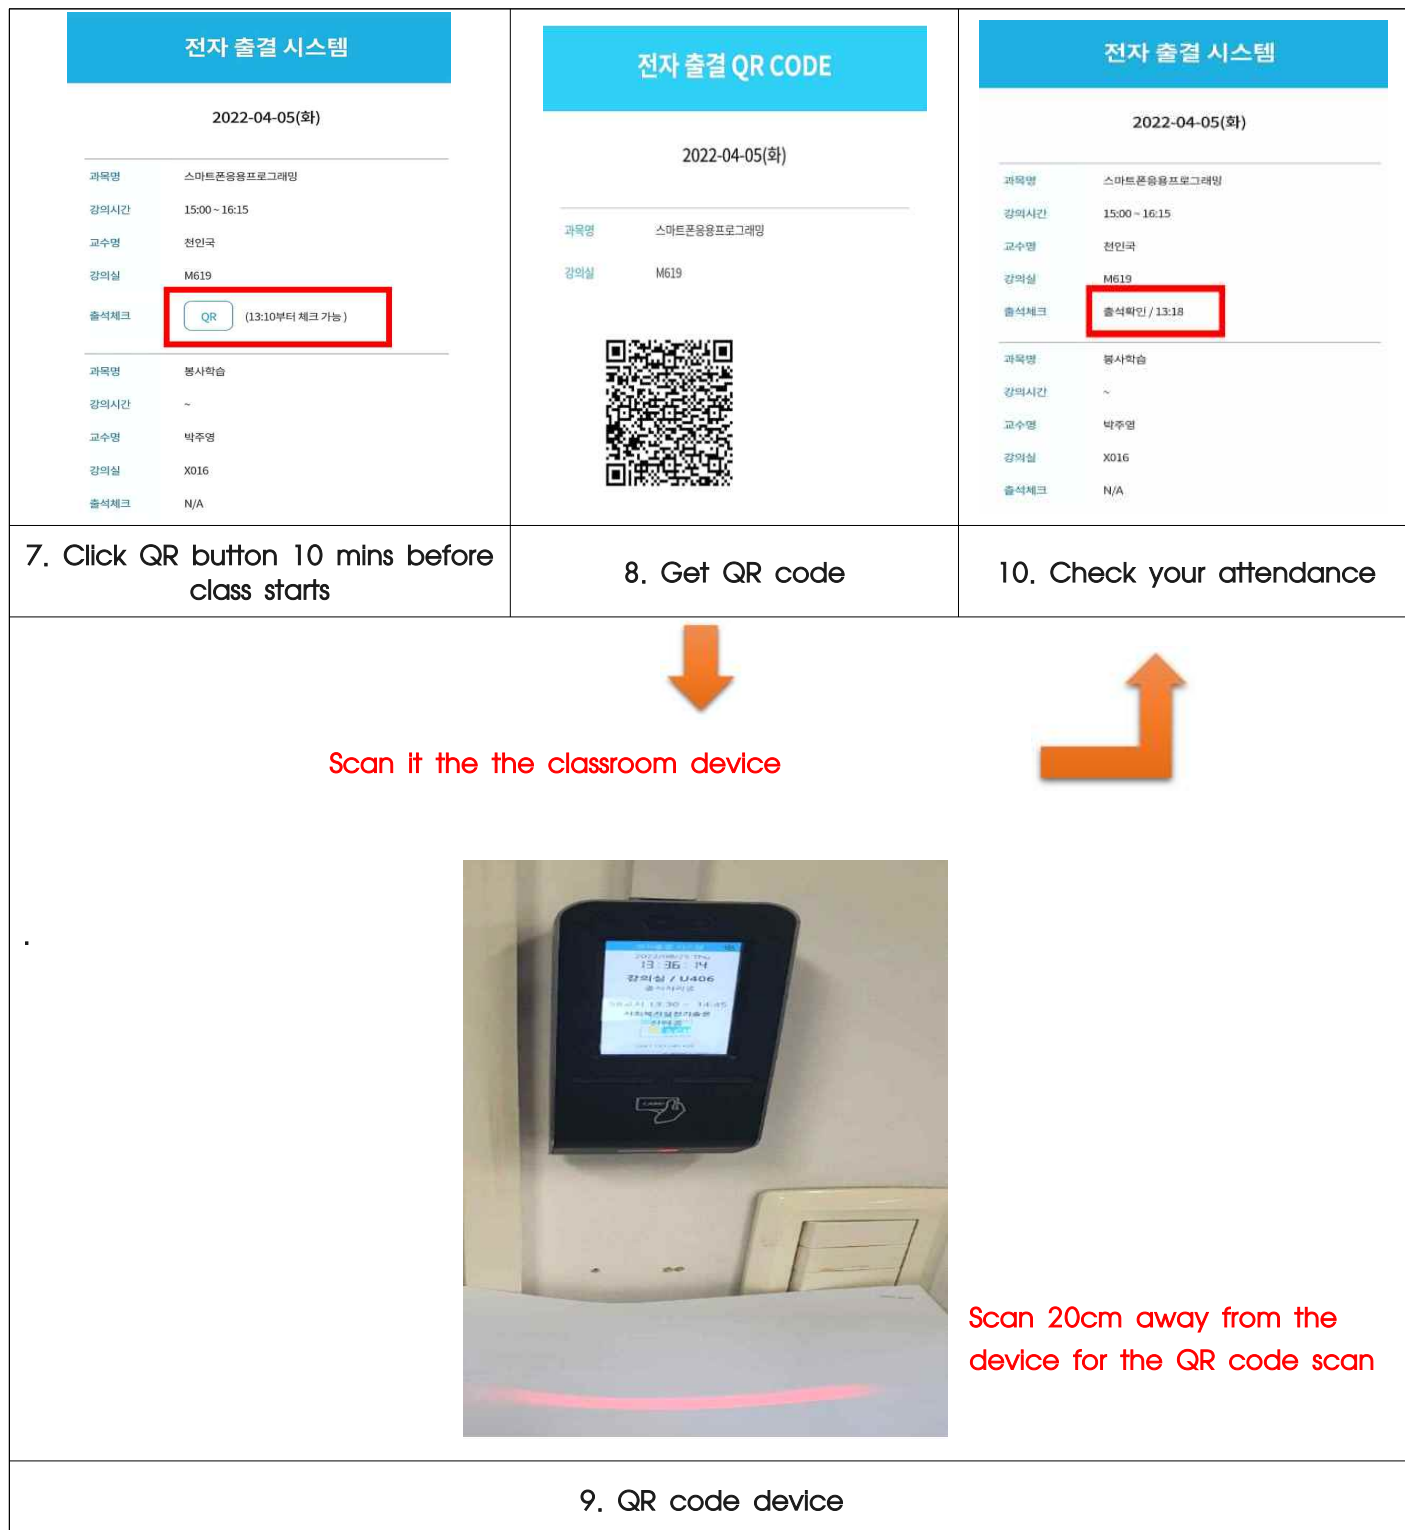 전자 출결 시스템
2022-04-05(화)
과목명 스마트폰응용프로그래밍
강의시간 15:00 ~ 16:15
교수명 천인국
강의실 M619
출석체크 QR (13:10부터 체크 가능 )
과목명 봉사학습
강의시간 ~
교수명 박주영
강의실 X016
출석체크 N/A
7. Click QR button 10 mins before
class starts
전자 출결 QR CODE
2022-04-05(화)
과목명 스마트폰응용프로그래밍
강의실 M619
8. Get QR code
전자 출결 시스템
2022-04-05(화)
과목명 스마트폰응용프로그래밍
강의시간 15:00 ~ 16:15
교수명 천인국
강의실 M619
출석체크 출석확인 / 13:18
과목명 봉사학습
강의시간 ~
교수명 박주영
강의실 X016
출석체크 N/A
10. Check your attendance
Scan it the the classroom device
.
13:36:14
강의실 / U406
13:30 ~ 14:45
Scan 20cm away from the
device for the QR code scan
9. QR code device